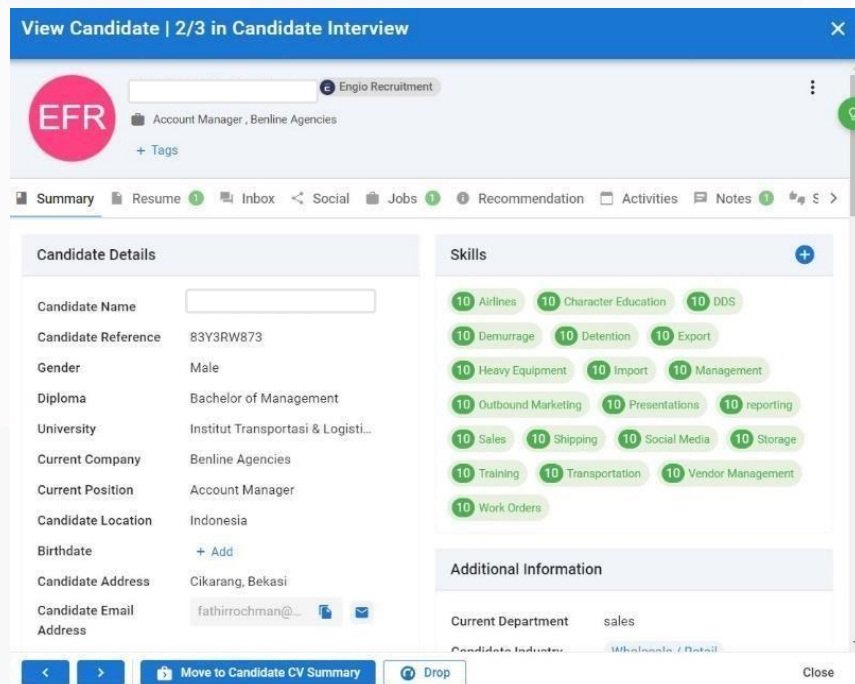 View Candidate | 2/3 in Candidate Interview
EFR
E Engio Recruitment
Account Manager , Benline Agencies
+ Tags
Summary Resume 1 Inbox Social Jobs 1 Recommendation Activities Notes 1 S
Candidate Details
Candidate Name
Candidate Reference 83Y3RW873
Gender Male
Diploma Bachelor of Management
University Institut Transportasi & Logisti...
Current Company Benline Agencies
Current Position Account Manager
Candidate Location Indonesia
Birthdate + Add
Candidate Address Cikarang, Bekasi
Candidate Email Address fathirrochman@...
Skills
10 Airlines 10 Character Education 10 DDS
10 Demurrage 10 Detention 10 Export
10 Heavy Equipment 10 Import 10 Management
10 Outbound Marketing 10 Presentations 10 reporting
10 Sales 10 Shipping 10 Social Media 10 Storage
10 Training 10 Transportation 10 Vendor Management
10 Work Orders
Additional Information
Current Department sales
Candidate Industry Wholesale / Retail
< > Move to Candidate CV Summary Drop Close